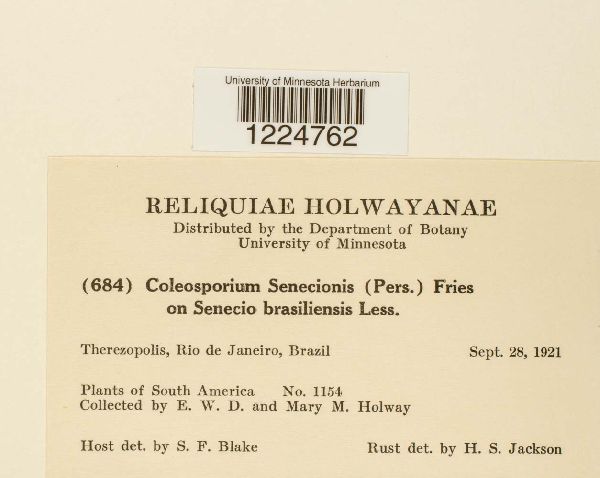 University of Minnesota Herbarium
1224762
RELIQUIAE HOLWAYANAE
Distributed by the Department of Botany
University of Minnesota
(684) Coleosporium Senecionis (Pers.) Fries
on Senecio brasiliensis Less.
Therezopolis, Rio de Janeiro, Brazil Sept. 28, 1921
Plants of South America No. 1154
Collected by E. W. D. and Mary M. Holway
Host det. by S. F. Blake Rust det. by H. S. Jackson